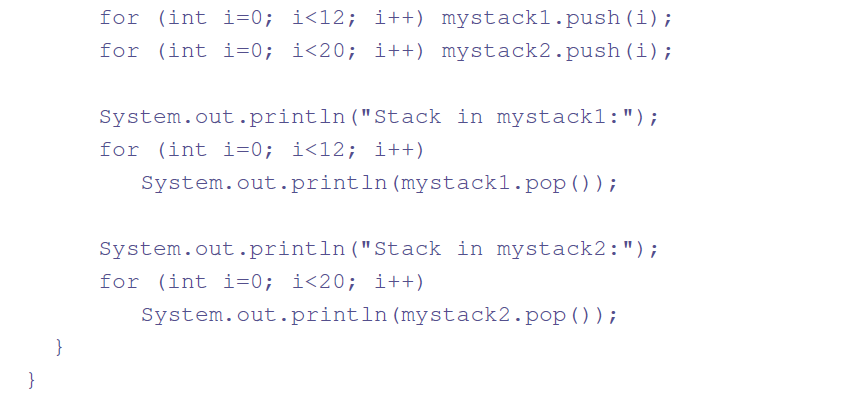 for (int i=0; i<12; i++) mystack1.push(i);
for (int i=0; i<20; i++) mystack2.push(i);
System.out.println("Stack in mystack1:");
for (int i=0; i<12; i++)
System.out.println(mystack1.pop());
System.out.println("Stack in mystack2:");
for (int i=0; i<20; i++)
System.out.println(mystack2.pop());
}
}